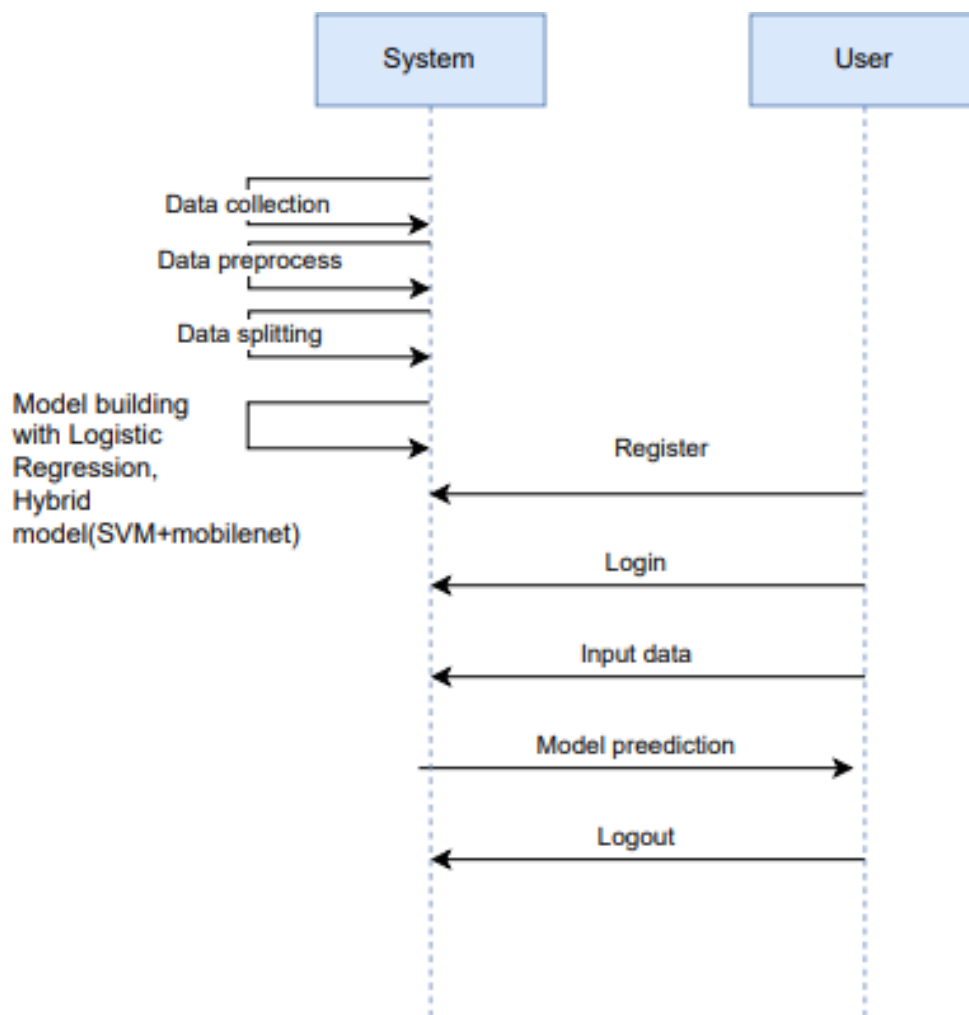 System
User
Data collection
Data preprocess
Data splitting
Model building
with Logistic
Regression,
Hybrid
model(SVM+mobilenet)
Register
Login
Input data
Model preediction
Logout